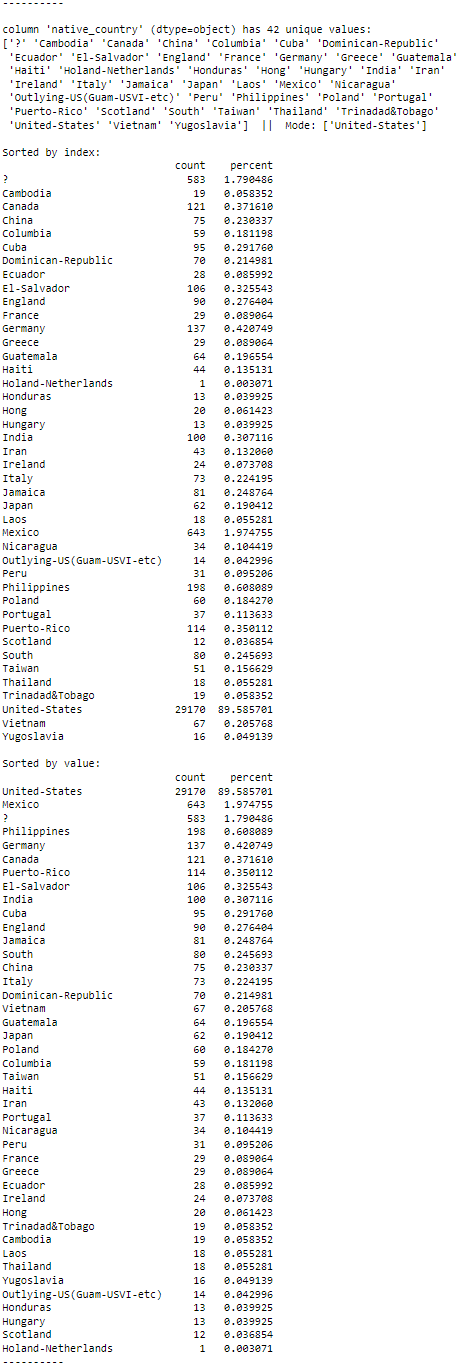 ----------
column 'native_country' (dtype=object) has 42 unique values:
['?' 'Cambodia' 'Canada' 'China' 'Columbia' 'Cuba' 'Dominican-Republic'
 'Ecuador' 'El-Salvador' 'England' 'France' 'Germany' 'Greece' 'Guatemala'
 'Haiti' 'Holand-Netherlands' 'Honduras' 'Hong' 'Hungary' 'India' 'Iran'
 'Ireland' 'Italy' 'Jamaica' 'Japan' 'Laos' 'Mexico' 'Nicaragua'
 'Outlying-US(Guam-USVI-etc)' 'Peru' 'Philippines' 'Poland' 'Portugal'
 'Puerto-Rico' 'Scotland' 'South' 'Taiwan' 'Thailand' 'Trinadad&Tobago'
 'United-States' 'Vietnam' 'Yugoslavia']  ||  Mode: ['United-States']
Sorted by index:
count percent
? 583 1.790486
Cambodia 19 0.058352
Canada 121 0.371610
China 75 0.230337
Columbia 59 0.181198
Cuba 95 0.291760
Dominican-Republic 70 0.214981
Ecuador 28 0.085992
El-Salvador 106 0.325543
England 90 0.276404
France 29 0.089064
Germany 137 0.420749
Greece 29 0.089064
Guatemala 64 0.196554
Haiti 44 0.135131
Holand-Netherlands 1 0.003071
Honduras 13 0.039925
Hong 20 0.061423
Hungary 13 0.039925
India 100 0.307116
Iran 43 0.132060
Ireland 24 0.073708
Italy 73 0.224195
Jamaica 81 0.248764
Japan 62 0.190412
Laos 18 0.055281
Mexico 643 1.974755
Nicaragua 34 0.104419
Outlying-US(Guam-USVI-etc) 14 0.042996
Peru 31 0.095206
Philippines 198 0.608089
Poland 60 0.184270
Portugal 37 0.113633
Puerto-Rico 114 0.350112
Scotland 12 0.036854
South 80 0.245693
Taiwan 51 0.156629
Thailand 18 0.055281
Trinadad&Tobago 19 0.058352
United-States 29170 89.585701
Vietnam 67 0.205768
Yugoslavia 16 0.049139
Sorted by value:
count percent
United-States 29170 89.585701
Mexico 643 1.974755
? 583 1.790486
Philippines 198 0.608089
Germany 137 0.420749
Canada 121 0.371610
Puerto-Rico 114 0.350112
El-Salvador 106 0.325543
India 100 0.307116
Cuba 95 0.291760
England 90 0.276404
Jamaica 81 0.248764
South 80 0.245693
China 75 0.230337
Italy 73 0.224195
Dominican-Republic 70 0.214981
Vietnam 67 0.205768
Guatemala 64 0.196554
Japan 62 0.190412
Poland 60 0.184270
Columbia 59 0.181198
Taiwan 51 0.156629
Haiti 44 0.135131
Iran 43 0.132060
Portugal 37 0.113633
Nicaragua 34 0.104419
Peru 31 0.095206
France 29 0.089064
Greece 29 0.089064
Ecuador 28 0.085992
Ireland 24 0.073708
Hong 20 0.061423
Trinadad&Tobago 19 0.058352
Cambodia 19 0.058352
Laos 18 0.055281
Thailand 18 0.055281
Yugoslavia 16 0.049139
Outlying-US(Guam-USVI-etc) 14 0.042996
Honduras 13 0.039925
Hungary 13 0.039925
Scotland 12 0.036854
Holand-Netherlands 1 0.003071
----------